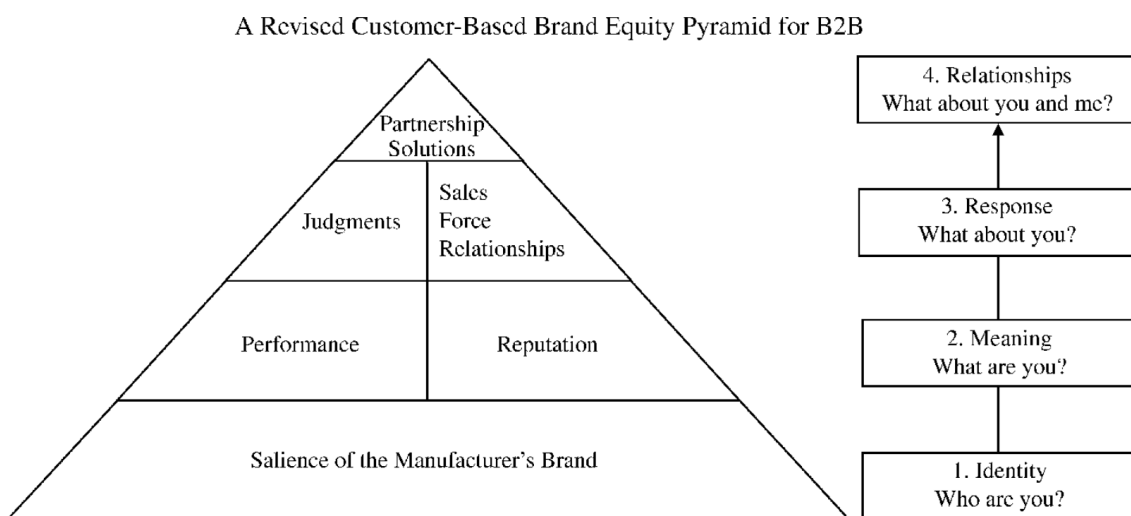 A Revised Customer-Based Brand Equity Pyramid for B2B
Partnership
Solutions
Judgments
Sales
Force
Relationships
Performance
Reputation
Salience of the Manufacturer's Brand
4. Relationships
What about you and me?
3. Response
What about you?
2. Meaning
What are you?
1. Identity
Who are you?